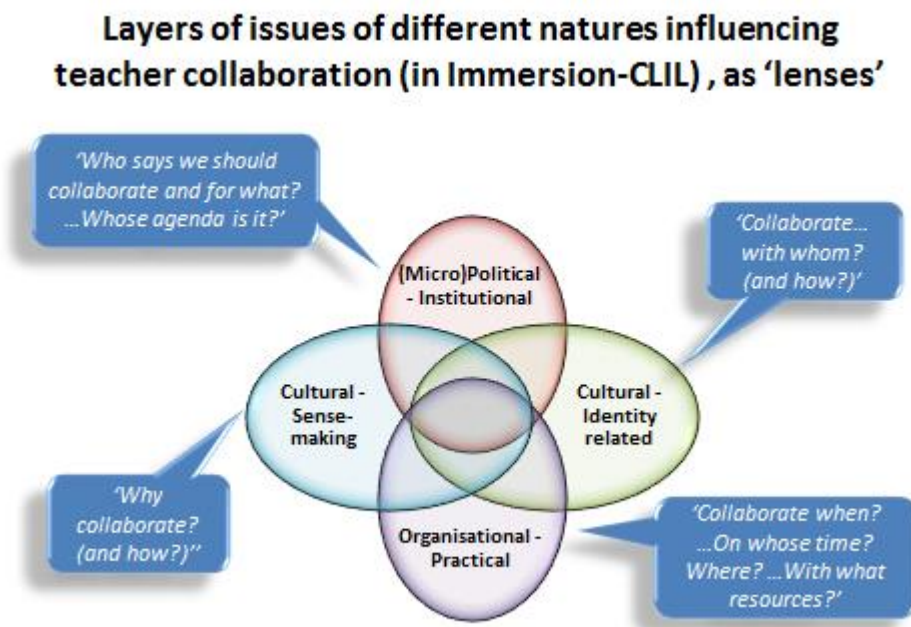 Layers of issues of different natures influencing
teacher collaboration (in Immersion-CLIL) , as ‘lenses’
‘Who says we should
collaborate and for what?
...Whose agenda is it?’
‘Collaborate...
with whom?
(and how?)’
(Micro)Political
- Institutional
Cultural -
Sense-
making
Cultural -
Identity
related
‘Why
collaborate?
(and how?)’’
Organisational -
Practical
‘Collaborate when?
...On whose time?
Where? ...With what
resources?’